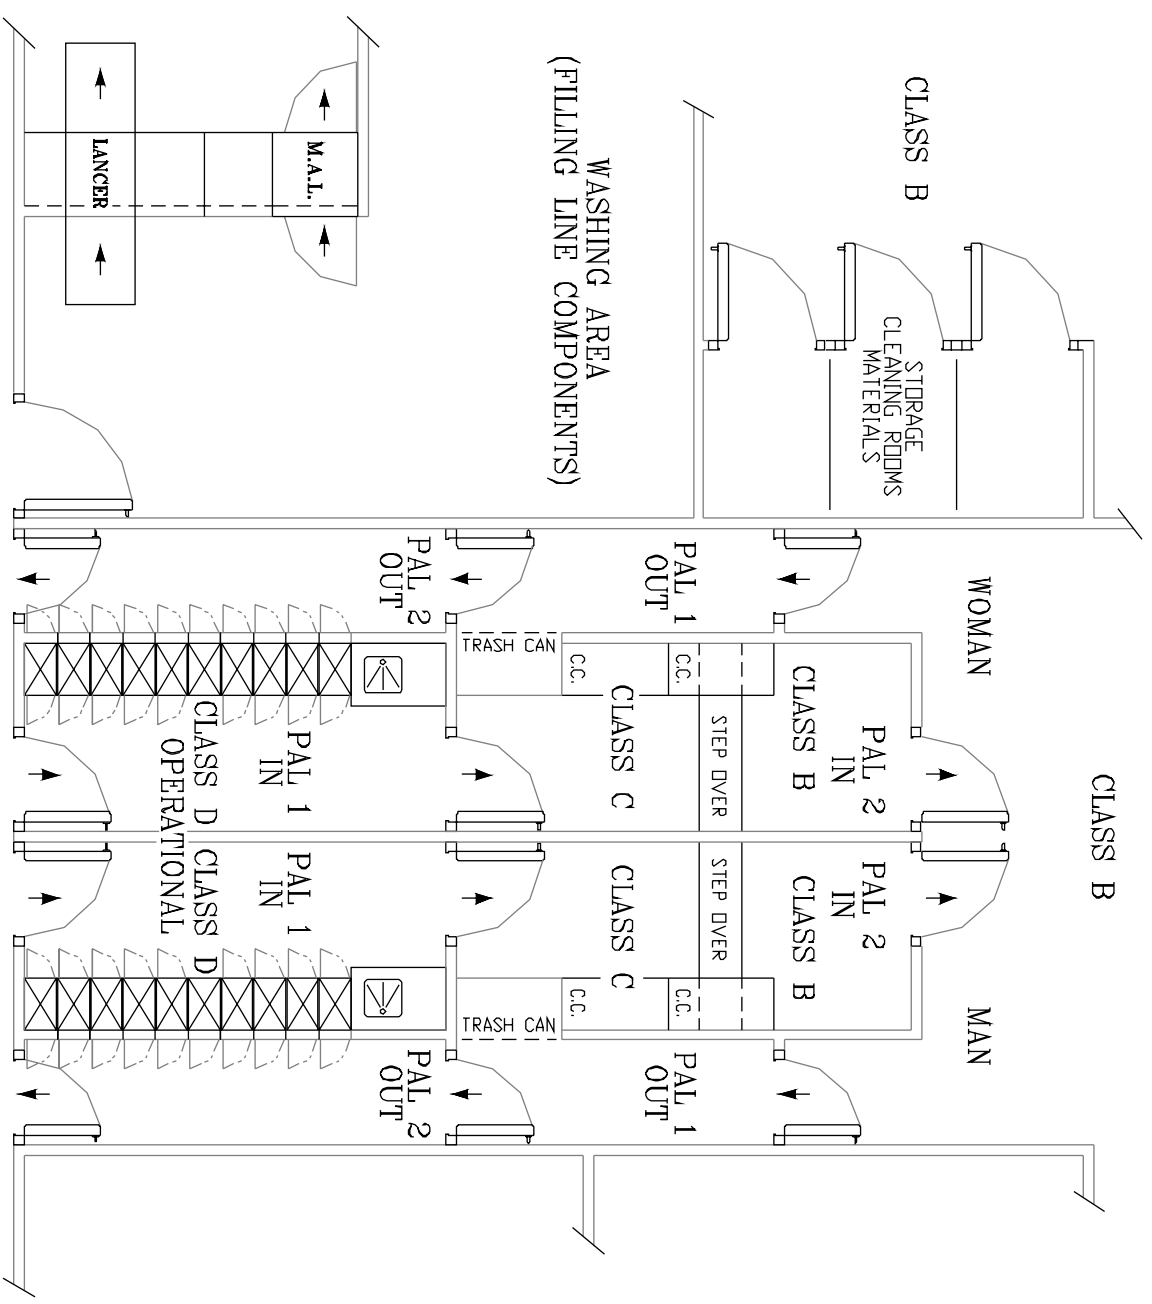 CLASS B
CLASS B
WOMAN
MAN
STORAGE
CLEANING ROOMS
MATERIALS
PAL 2
IN
CLASS B
PAL 2
IN
CLASS B
STEP OVER
STEP OVER
PAL 1
OUT
C.C.
C.C.
PAL 1
OUT
WASHING AREA
(FILLING LINE COMPONENTS)
CLASS C
CLASS C
C.C.
C.C.
TRASH CAN
TRASH CAN
PAL 2
OUT
PAL 2
OUT
M.A.L.
PAL 1
IN
PAL 1
IN
CLASS D
CLASS D
OPERATIONAL
LANCER